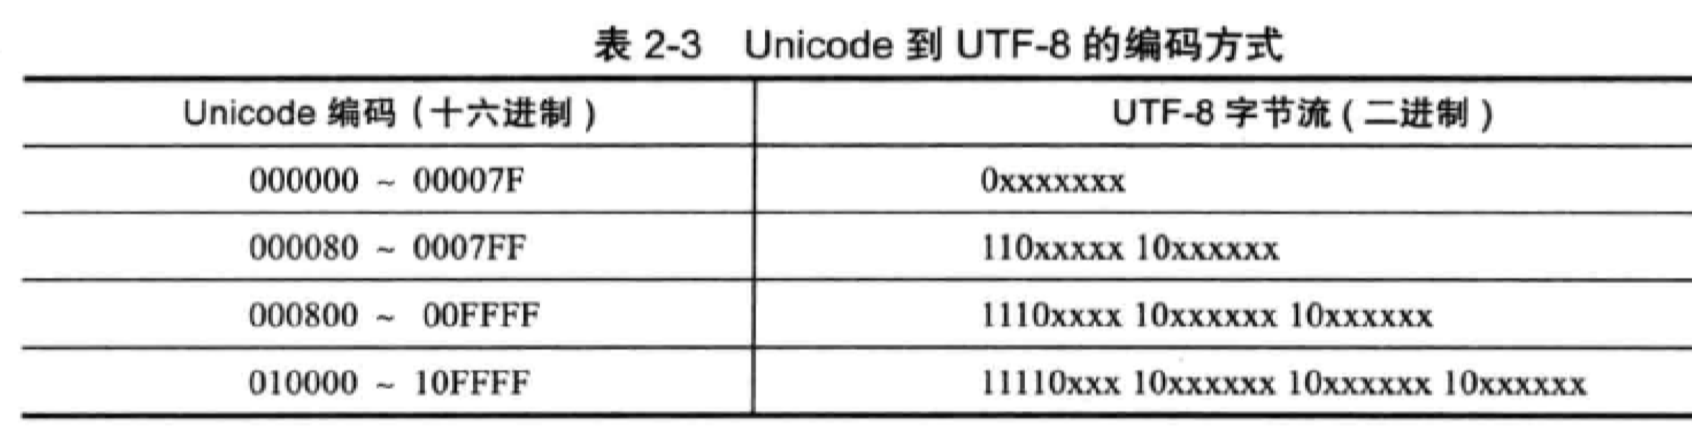 表 2-3 Unicode 到 UTF-8 的编码方式
Unicode 编码 ( 十六进制 ) UTF-8 字节流 ( 二进制 )
000000 ~ 00007F 0xxxxxxx
000080 ~ 0007FF 110xxxxx 10xxxxxx
000800 ~ 00FFFF 1110xxxx 10xxxxxx 10xxxxxx
010000 ~ 10FFFF 11110xxx 10xxxxxx 10xxxxxx 10xxxxxx